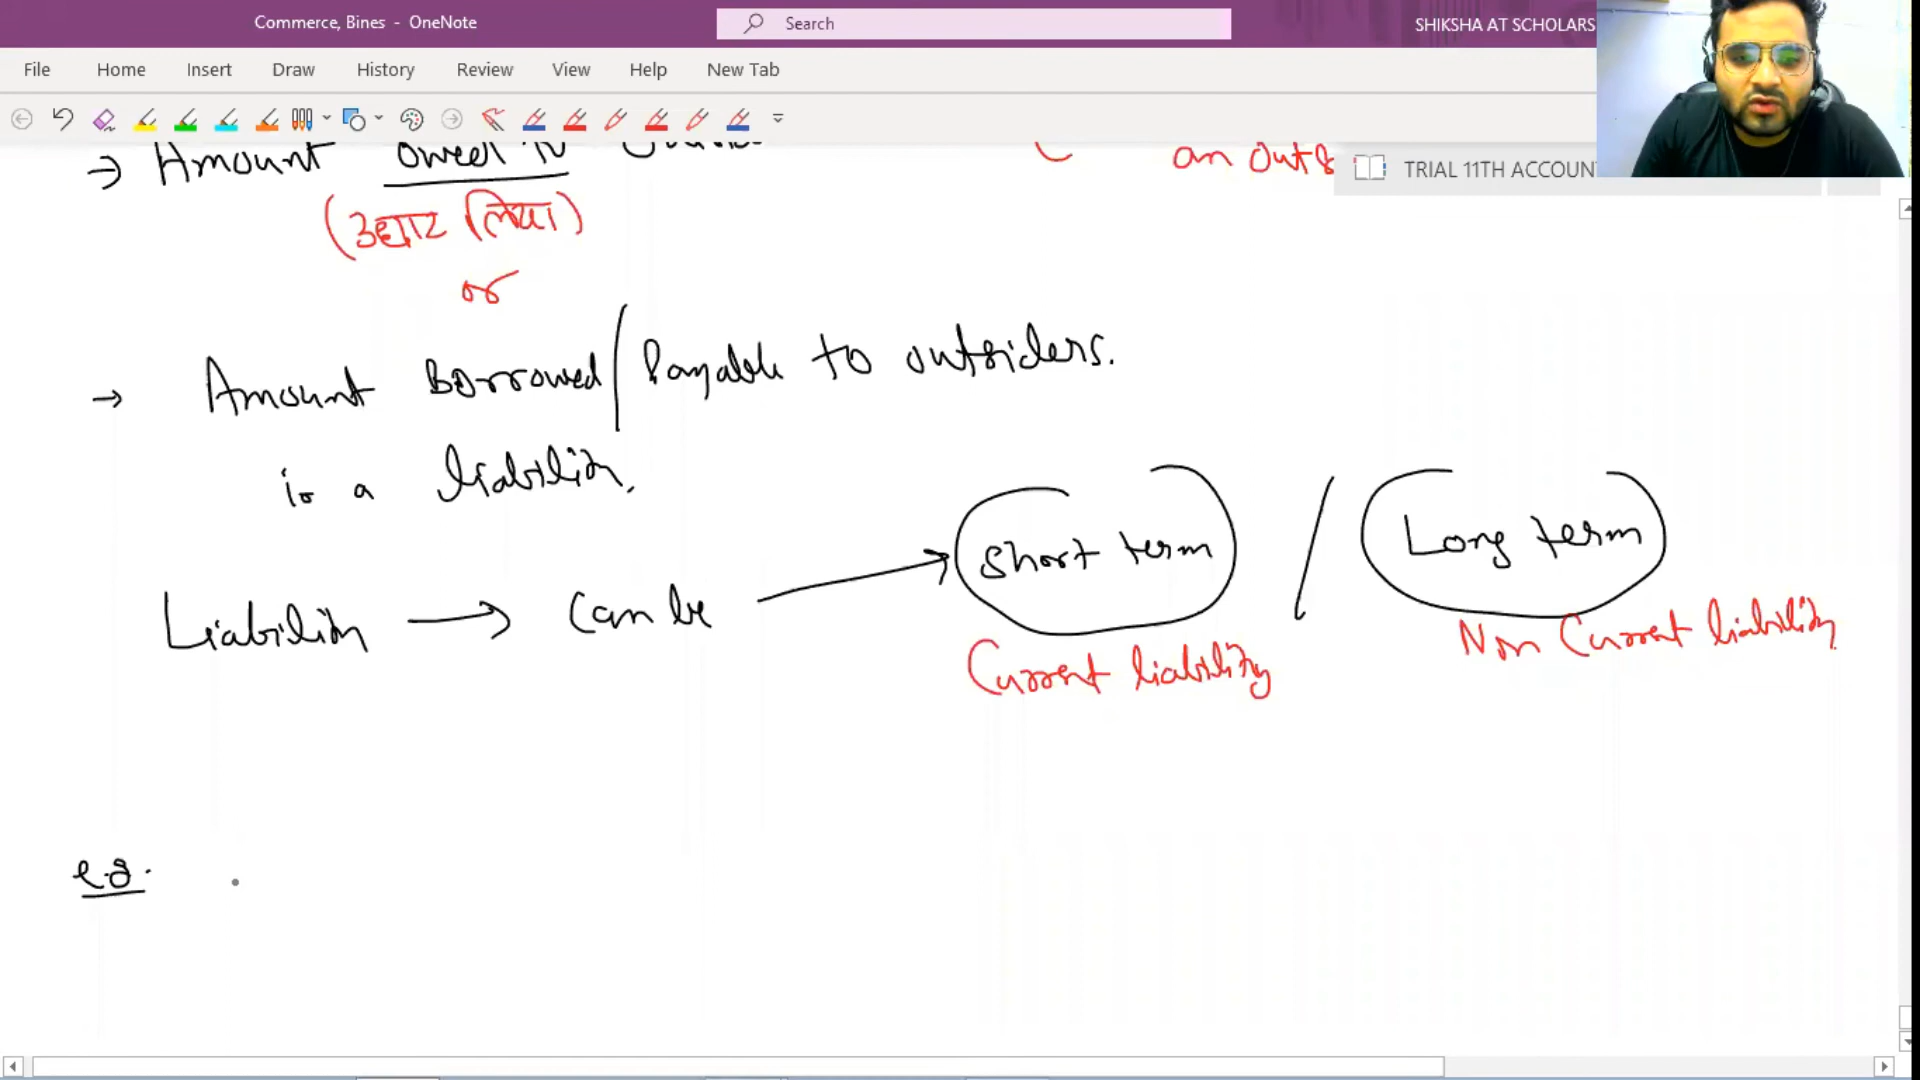 Commerce, Bines - OneNote
Search
SHIKSHA AT SCHOLARS
File Home Insert Draw History Review View Help New Tab
TRIAL 11TH ACCOUN
→ Amount owed to
an outs
(उधार लिया)
or
→ Amount Borrowed / Payable to outsiders.
is a liability.
Liability → can be → Short term / Long term
Current liability
Non Current liability
e.g.